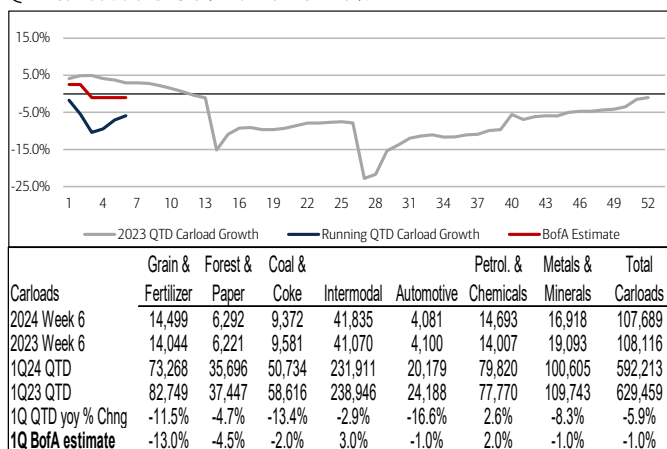 15.0%
5.0%
-5.0%
-15.0%
-25.0%
1 4 7 10 13 16 19 22 25 28 31 34 37 40 43 46 49 52
2023 QTD Carload Growth Running QTD Carload Growth BofA Estimate
Grain & Forest & Coal & Petrol. & Metals & Total
Carloads Fertilizer Paper Coke Intermodal Automotive Chemicals Minerals Carloads
2024 Week 6 14,499 6,292 9,372 41,835 4,081 14,693 16,918 107,689
2023 Week 6 14,044 6,221 9,581 41,070 4,100 14,007 19,093 108,116
1Q24 QTD 73,268 35,696 50,734 231,911 20,179 79,820 100,605 592,213
1Q23 QTD 82,749 37,447 58,616 238,946 24,188 77,770 109,743 629,459
1Q QTD yoy % Chng -11.5% -4.7% -13.4% -2.9% -16.6% 2.6% -8.3% -5.9%
1Q BofA estimate -13.0% -4.5% -2.0% 3.0% -1.0% 2.0% -1.0% -1.0%